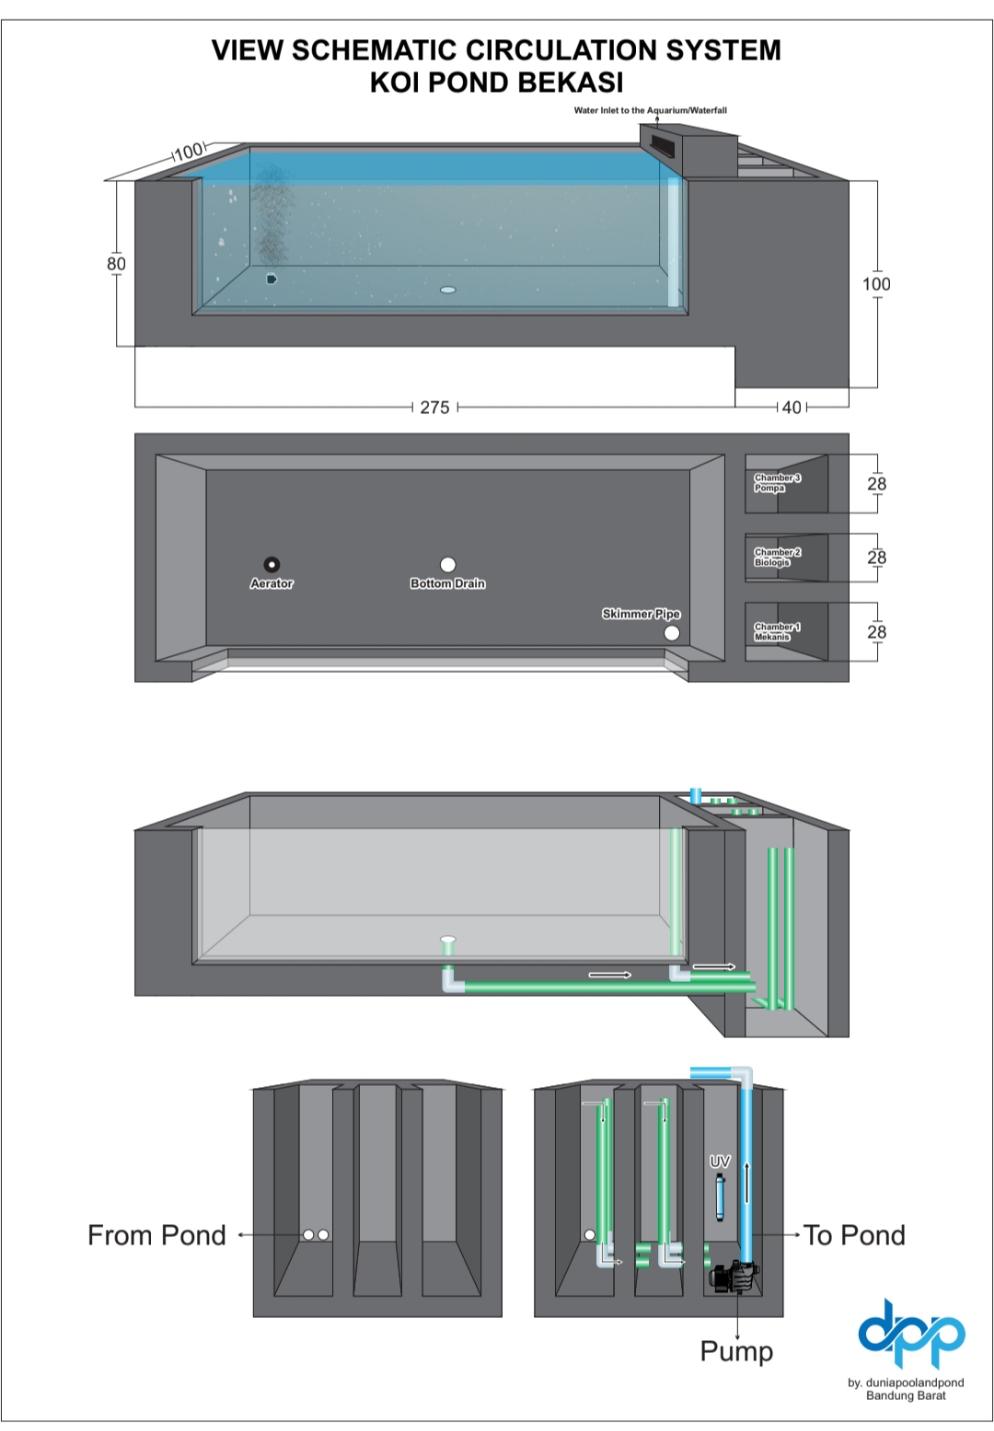 VIEW SCHEMATIC CIRCULATION SYSTEM
KOI POND BEKASI
Water Inlet to the Aquarium/Waterfall
100
80
100
275
40
Chamber 3
Pompa
28
Chamber 2
Biologis
28
Aerator
Bottom Drain
Skimmer Pipe
Chamber 1
Mekanis
28
UV
From Pond
To Pond
Pump
dpp
by. duniapoolandpond
Bandung Barat